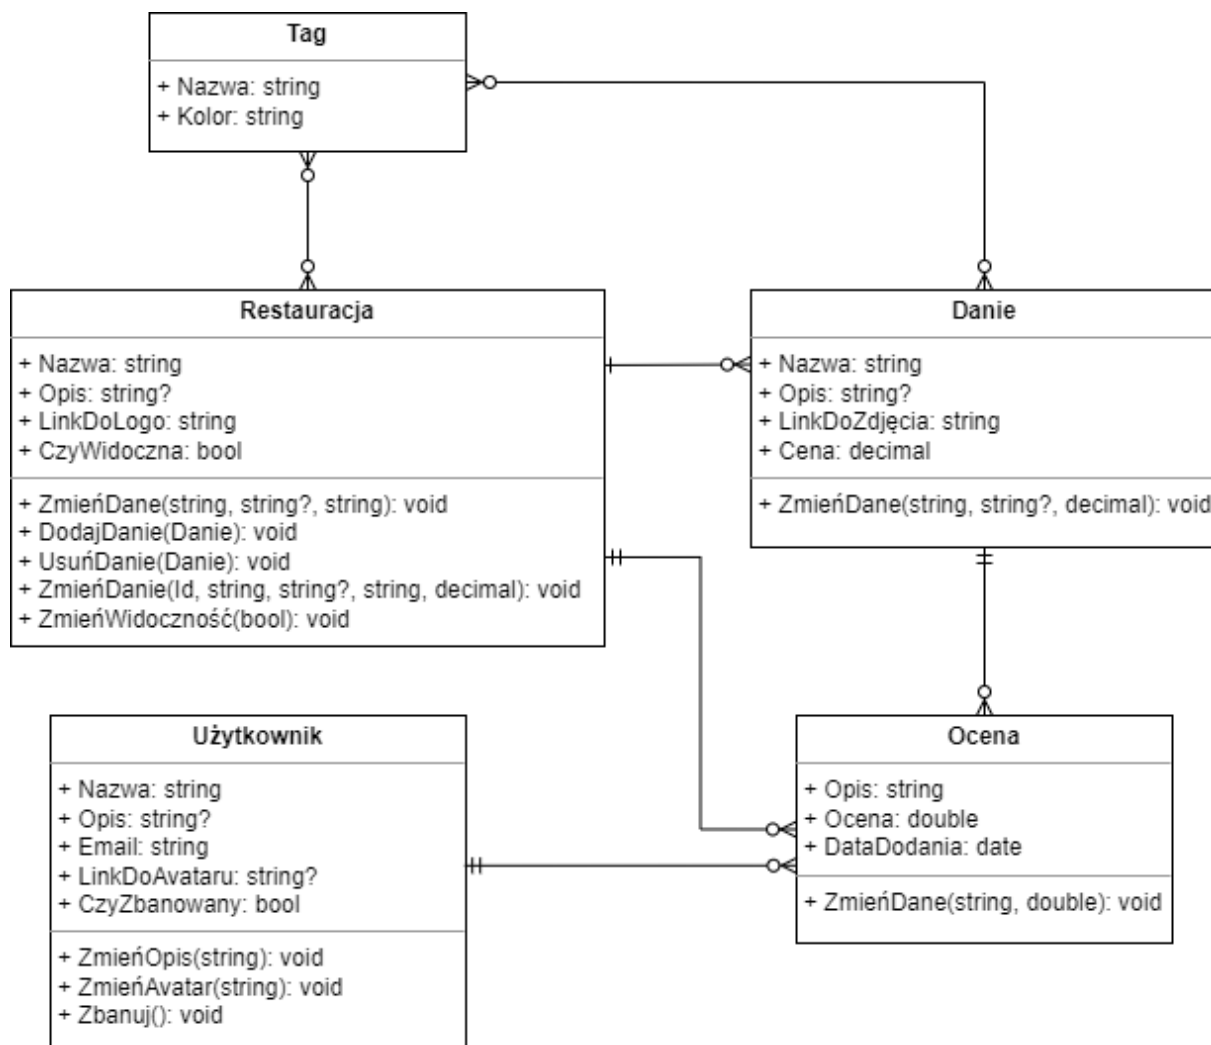 Tag
+ Nazwa: string
+ Kolor: string
Restauracja
+ Nazwa: string
+ Opis: string?
+ LinkDoLogo: string
+ CzyWidoczna: bool
+ ZmieńDane(string, string?, string): void
+ DodajDanie(Danie): void
+ UsuńDanie(Danie): void
+ ZmieńDanie(Id, string, string?, string, decimal): void
+ ZmieńWidoczność(bool): void
Danie
+ Nazwa: string
+ Opis: string?
+ LinkDoZdjęcia: string
+ Cena: decimal
+ ZmieńDane(string, string?, decimal): void
Użytkownik
+ Nazwa: string
+ Opis: string?
+ Email: string
+ LinkDoAvataru: string?
+ CzyZbanowany: bool
+ ZmieńOpis(string): void
+ ZmieńAvatar(string): void
+ Zbanuj(): void
Ocena
+ Opis: string
+ Ocena: double
+ DataDodania: date
+ ZmieńDane(string, double): void